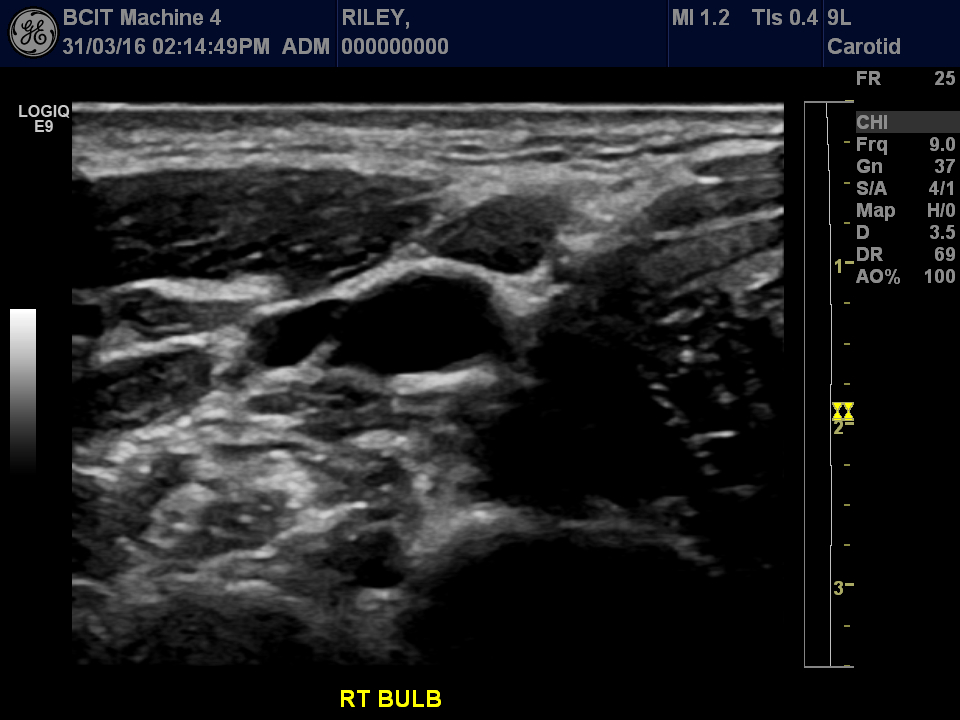 GE
BCIT Machine 4
31/03/16 02:14:49PM ADM
RILEY,
000000000
MI 1.2 TIs 0.4
9L
Carotid
FR 25
LOGIQ
E9
CHI
Frq 9.0
Gn 37
S/A 4/1
Map H/0
D 3.5
DR 69
AO% 100
1
2
3
RT BULB